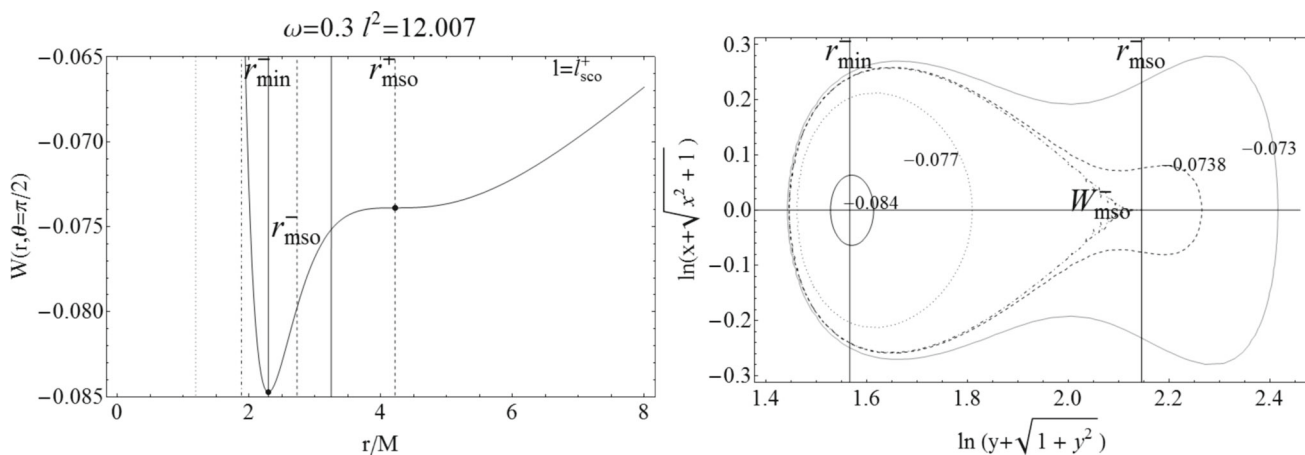 ω=0.3 l²=12.007
W(r,θ=π/2)
−0.065
−0.070
−0.075
−0.080
−0.085
r⁻min
r⁺mso
l=l⁺sco
r⁻mso
0
2
4
6
8
r/M
ln(x+√x²+1)
0.3
0.2
0.1
0.0
−0.1
−0.2
−0.3
r⁻min
r⁻mso
−0.077
−0.0738
−0.073
−0.084
W⁻mso
1.4
1.6
1.8
2.0
2.2
2.4
ln (y+√1+y²)